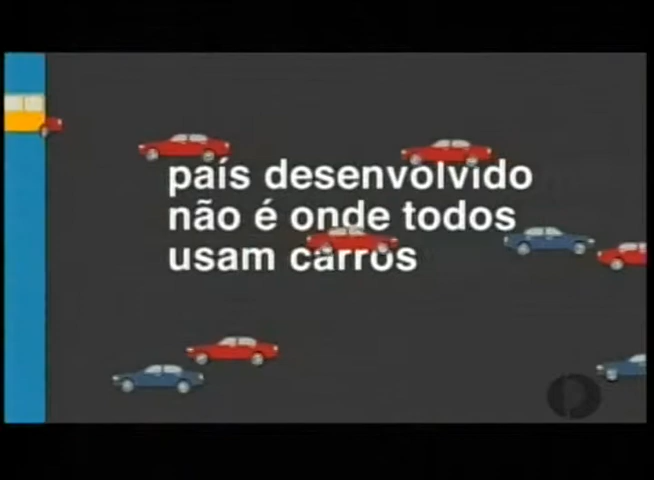 país desenvolvido
não é onde todos
usam carros